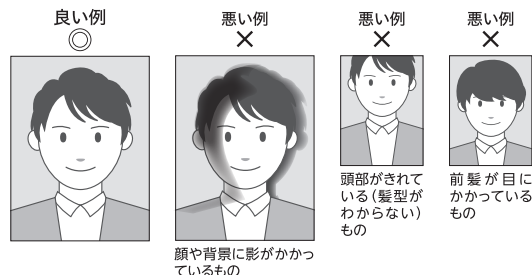 良い例
◎
悪い例
×
顔や背景に影がかかっ
ているもの
悪い例
×
頭部がきれて
いる(髪型が
わからない)
もの
悪い例
×
前髪が目に
かかっている
もの